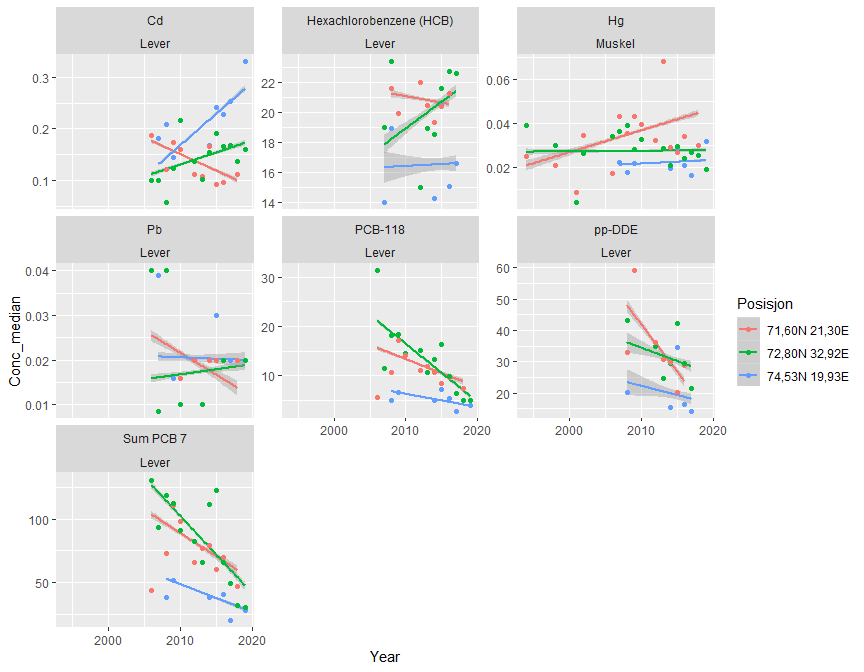 Cd
Hexachlorobenzene (HCB)
Hg
Lever
Lever
Muskel
0.3
0.2
0.1
22
20
18
16
14
0.06
0.04
0.02
Pb
PCB-118
pp-DDE
Lever
Lever
Lever
0.04
0.03
0.02
0.01
30
20
10
60
50
40
30
20
2000
2010
2020
2000
2010
2020
Sum PCB 7
Lever
100
50
2000
2010
2020
Conc_median
Year
Posisjon
71,60N 21,30E
72,80N 32,92E
74,53N 19,93E